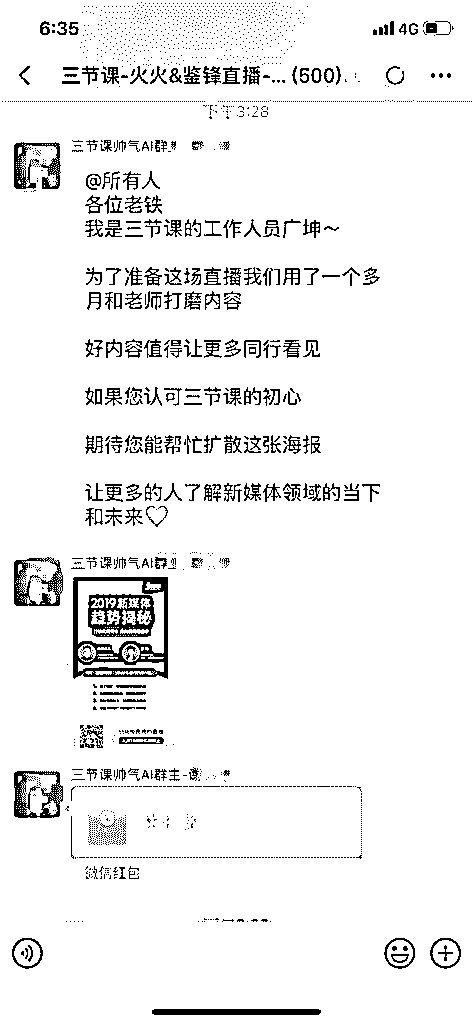 6:35
4G
三节课-火火&鉴锋直播-... (500)
下午3:28
三节课帅气AI群主
@所有人
各位老铁
我是三节课的工作人员广坤～
为了准备这场直播我们用了一个多
月和老师打磨内容
好内容值得让更多同行看见
如果您认可三节课的初心
期待您能帮忙扩散这张海报
让更多的人了解新媒体领域的当下
和未来♡
三节课帅气AI群主
2019新媒体
趋势揭秘
三节课帅气AI群主
微信红包